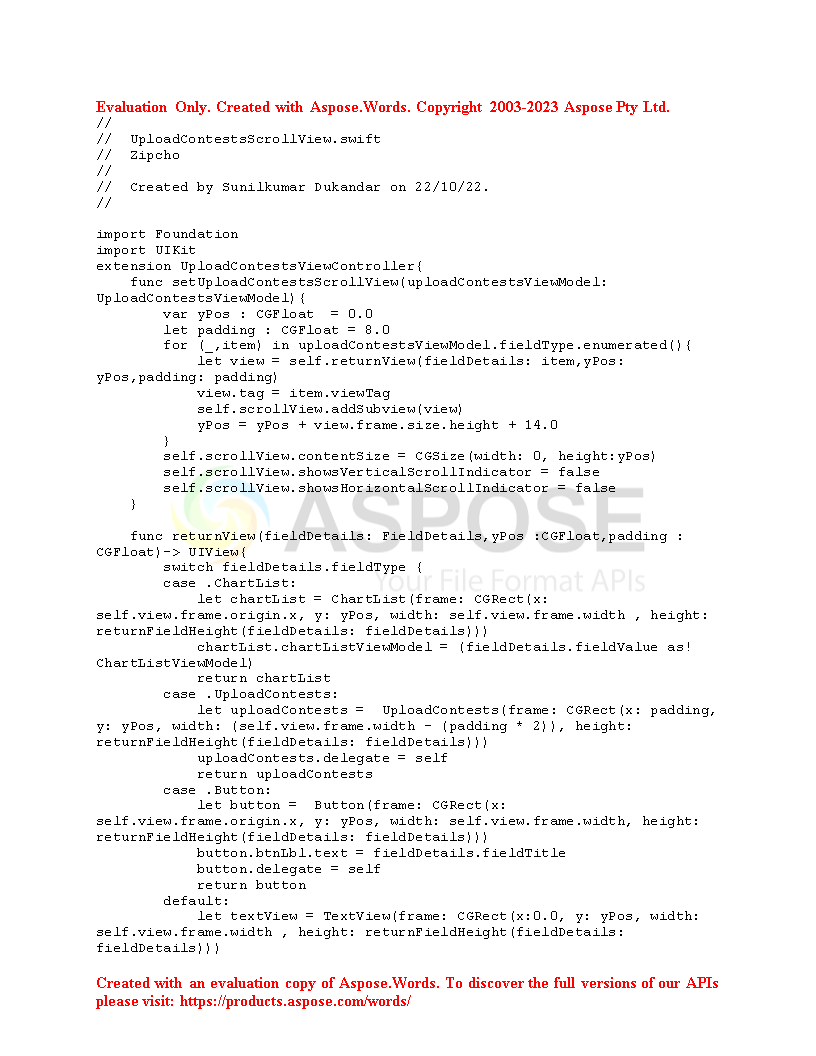 Evaluation Only. Created with Aspose.Words. Copyright 2003-2023 Aspose Pty Ltd.
//
//  UploadContestsScrollView.swift
//  Zipcho
//
//  Created by Sunilkumar Dukandar on 22/10/22.
//
import Foundation
import UIKit
extension UploadContestsViewController{
    func setUploadContestsScrollView(uploadContestsViewModel:
UploadContestsViewModel){
        var yPos : CGFloat  = 0.0
        let padding : CGFloat = 8.0
        for (_,item) in uploadContestsViewModel.fieldType.enumerated(){
            let view = self.returnView(fieldDetails: item,yPos:
yPos,padding: padding)
            view.tag = item.viewTag
            self.scrollView.addSubview(view)
            yPos = yPos + view.frame.size.height + 14.0
        }
        self.scrollView.contentSize = CGSize(width: 0, height:yPos)
        self.scrollView.showsVerticalScrollIndicator = false
        self.scrollView.showsHorizontalScrollIndicator = false
    }
ASPOSE
Your File Format APIs
    func returnView(fieldDetails: FieldDetails,yPos :CGFloat,padding :
CGFloat)-> UIView{
        switch fieldDetails.fieldType {
        case .ChartList:
            let chartList = ChartList(frame: CGRect(x:
self.view.frame.origin.x, y: yPos, width: self.view.frame.width , height:
returnFieldHeight(fieldDetails: fieldDetails)))
            chartList.chartListViewModel = (fieldDetails.fieldValue as!
ChartListViewModel)
            return chartList
        case .UploadContests:
            let uploadContests =  UploadContests(frame: CGRect(x: padding,
y: yPos, width: (self.view.frame.width - (padding * 2)), height:
returnFieldHeight(fieldDetails: fieldDetails)))
            uploadContests.delegate = self
            return uploadContests
        case .Button:
            let button =  Button(frame: CGRect(x:
self.view.frame.origin.x, y: yPos, width: self.view.frame.width, height:
returnFieldHeight(fieldDetails: fieldDetails)))
            button.btnLbl.text = fieldDetails.fieldTitle
            button.delegate = self
            return button
        default:
            let textView = TextView(frame: CGRect(x:0.0, y: yPos, width:
self.view.frame.width , height: returnFieldHeight(fieldDetails:
fieldDetails)))
Created with an evaluation copy of Aspose.Words. To discover the full versions of our APIs
please visit: https://products.aspose.com/words/